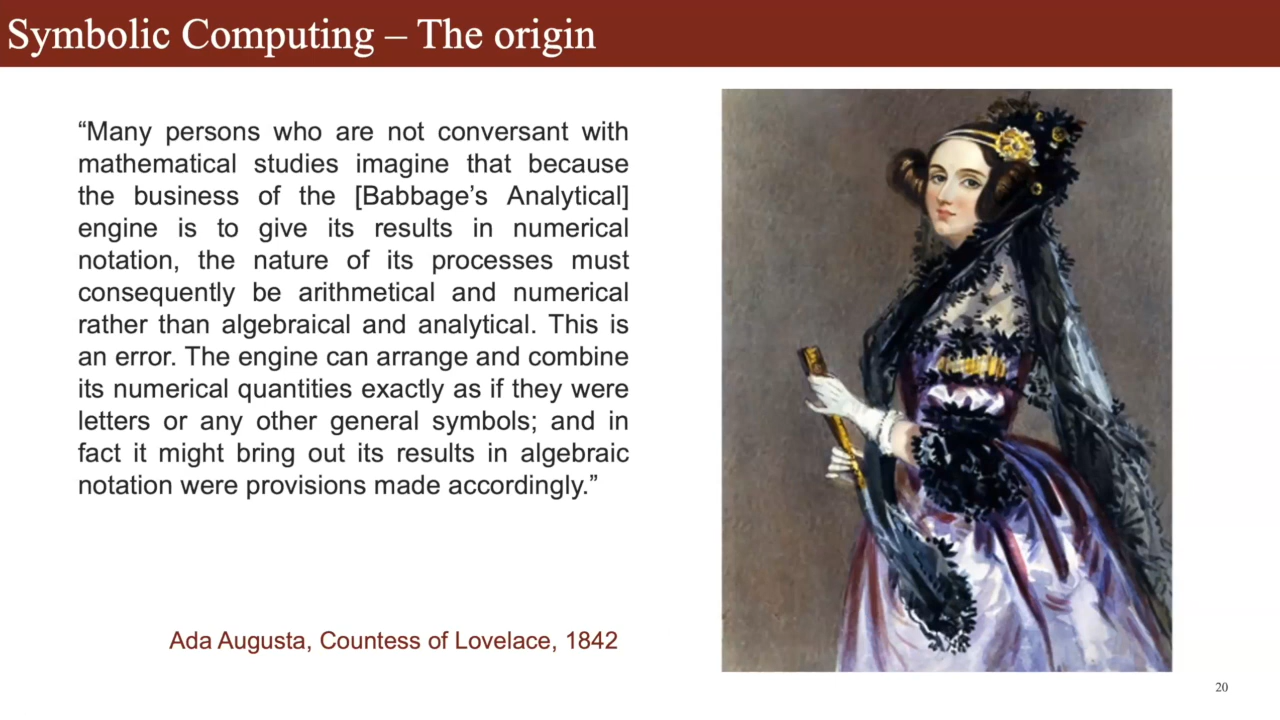 Symbolic Computing – The origin
“Many persons who are not conversant with
mathematical studies imagine that because
the business of the [Babbage’s Analytical]
engine is to give its results in numerical
notation, the nature of its processes must
consequently be arithmetical and numerical
rather than algebraical and analytical. This is
an error. The engine can arrange and combine
its numerical quantities exactly as if they were
letters or any other general symbols; and in
fact it might bring out its results in algebraic
notation were provisions made accordingly.”
Ada Augusta, Countess of Lovelace, 1842
20